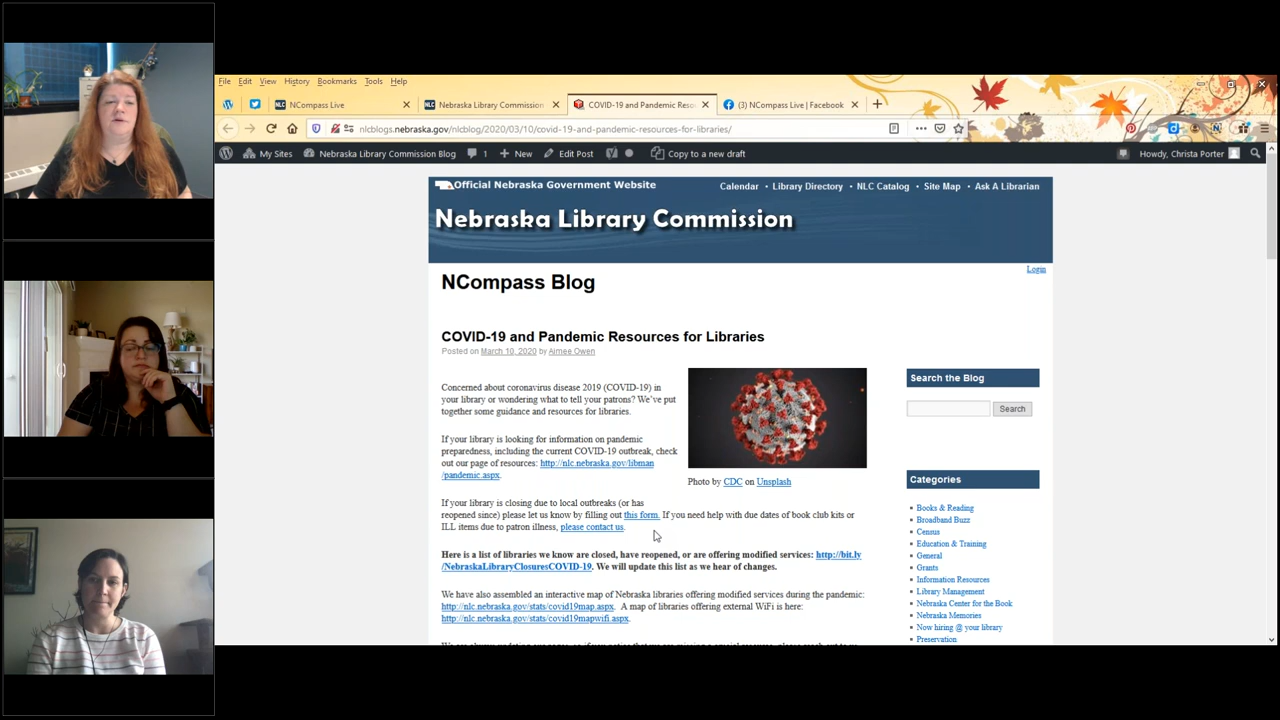 File Edit View History Bookmarks Tools Help
NCompass Live
Nebraska Library Commission
COVID-19 and Pandemic Reso
(3) NCompass Live | Facebook
nlcblogs.nebraska.gov/nlcblog/2020/03/10/covid-19-and-pandemic-resources-for-libraries/
My Sites Nebraska Library Commission Blog 1 + New Edit Post Copy to a new draft Howdy, Christa Porter
Official Nebraska Government Website
Calendar • Library Directory • NLC Catalog • Site Map • Ask A Librarian
Nebraska Library Commission
Login
NCompass Blog
COVID-19 and Pandemic Resources for Libraries
Posted on March 10, 2020 by Aimee Owen
Concerned about coronavirus disease 2019 (COVID-19) in
your library or wondering what to tell your patrons? We've put
together some guidance and resources for libraries.
If your library is looking for information on pandemic
preparedness, including the current COVID-19 outbreak, check
out our page of resources: http://nlc.nebraska.gov/libman
/pandemic.aspx.
Photo by CDC on Unsplash
If your library is closing due to local outbreaks (or has
reopened since) please let us know by filling out this form. If you need help with due dates of book club kits or
ILL items due to patron illness, please contact us.
Here is a list of libraries we know are closed, have reopened, or are offering modified services: http://bit.ly
/NebraskaLibraryClosuresCOVID-19. We will update this list as we hear of changes.
We have also assembled an interactive map of Nebraska libraries offering modified services during the pandemic:
http://nlc.nebraska.gov/stats/covid19map.aspx. A map of libraries offering external WiFi is here:
http://nlc.nebraska.gov/stats/covid19mapwifi.aspx.
Search the Blog
Search
Categories
Books & Reading
Broadband Buzz
Census
Education & Training
General
Grants
Information Resources
Library Management
Nebraska Center for the Book
Nebraska Memories
Now hiring @ your library
Preservation